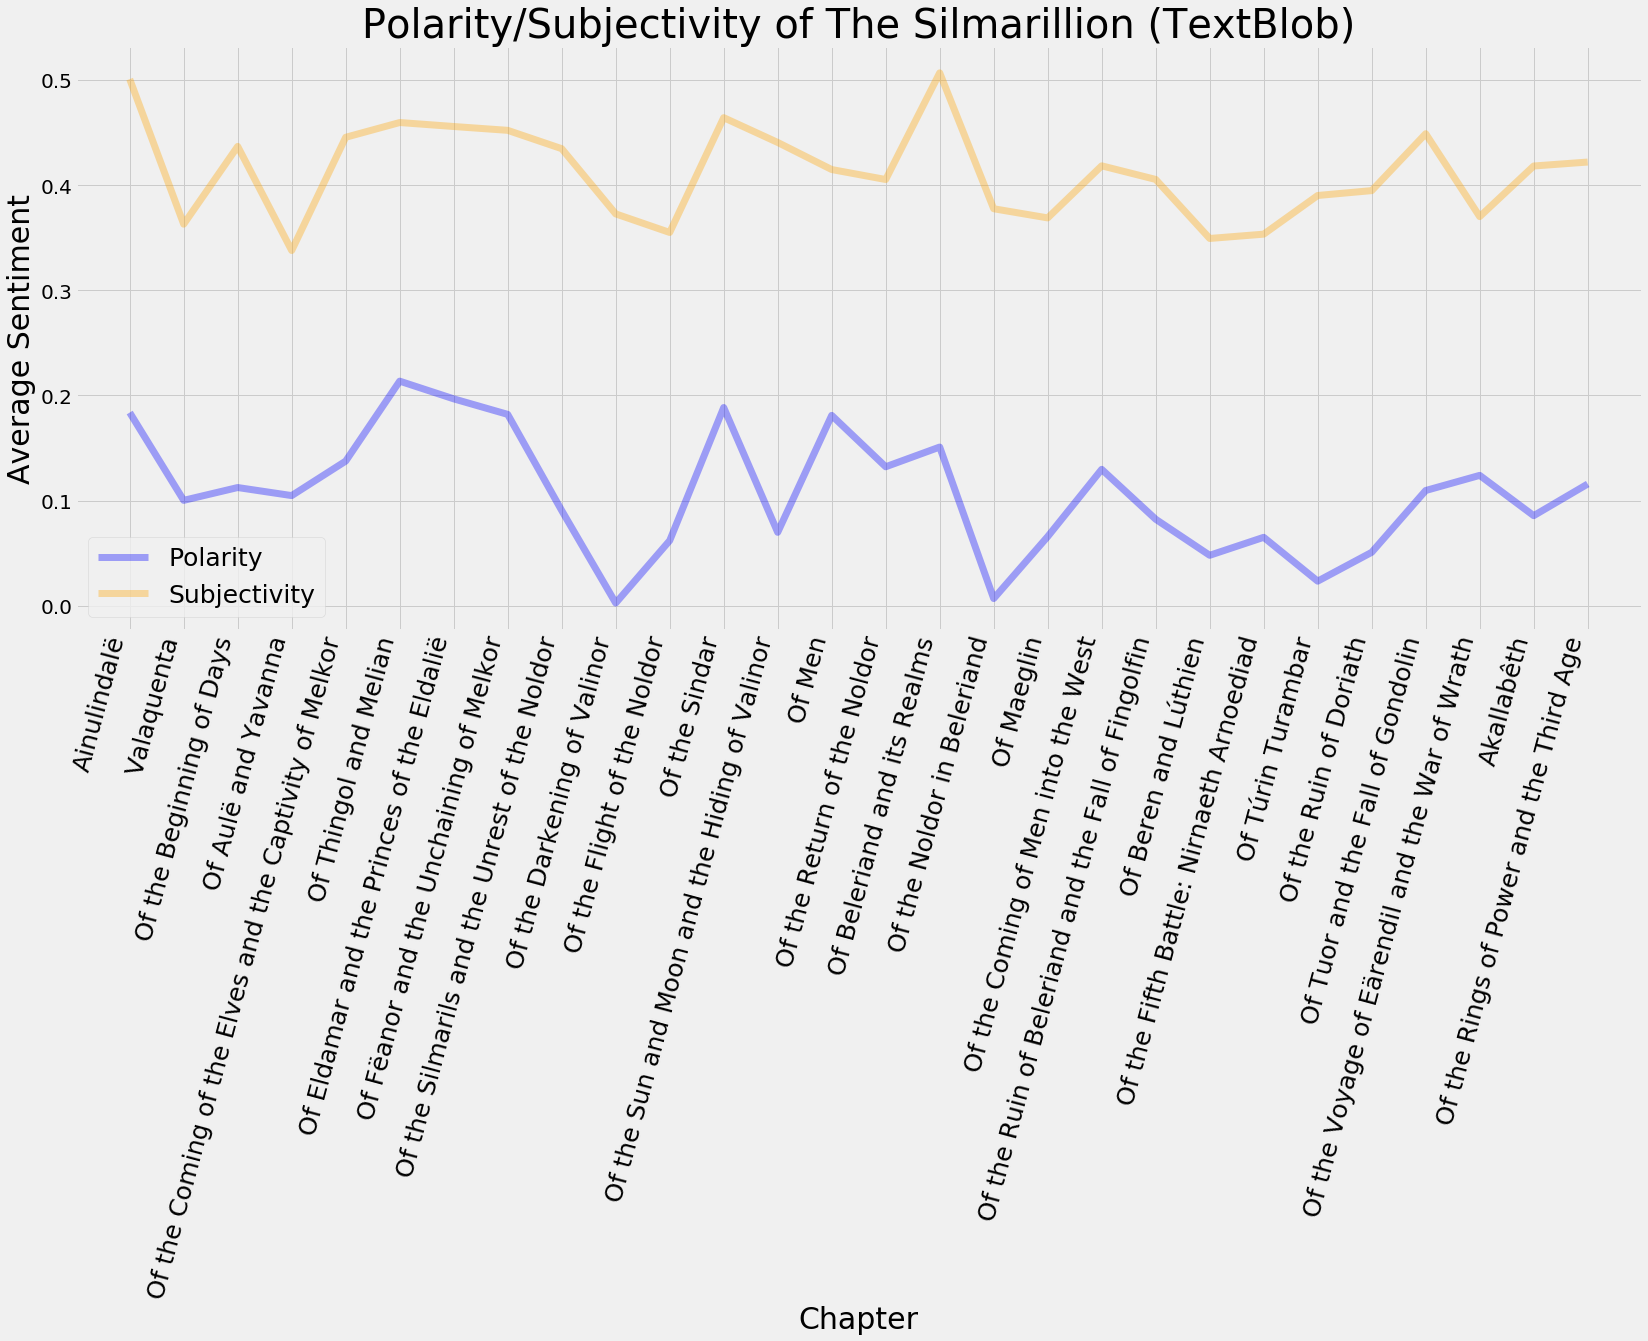 Polarity/Subjectivity of The Silmarillion (TextBlob)
Average Sentiment
0.5
0.4
0.3
0.2
0.1
0.0
Polarity
Subjectivity
Ainulindalë
Valaquenta
Of the Beginning of Days
Of Aulë and Yavanna
Of the Coming of the Elves and the Captivity of Melkor
Of Thingol and Melian
Of Eldamar and the Princes of the Eldalië
Of Fëanor and the Unchaining of Melkor
Of the Silmarils and the Unrest of the Noldor
Of the Darkening of Valinor
Of the Flight of the Noldor
Of the Sindar
Of the Sun and Moon and the Hiding of Valinor
Of Men
Of the Return of the Noldor
Of Beleriand and its Realms
Of the Noldor in Beleriand
Of Maeglin
Of the Coming of Men into the West
Of the Ruin of Beleriand and the Fall of Fingolfin
Of Beren and Lúthien
Of the Fifth Battle: Nirnaeth Arnoediad
Of Túrin Turambar
Of the Ruin of Doriath
Of Tuor and the Fall of Gondolin
Of the Voyage of Eärendil and the War of Wrath
Akallabêth
Of the Rings of Power and the Third Age
Chapter